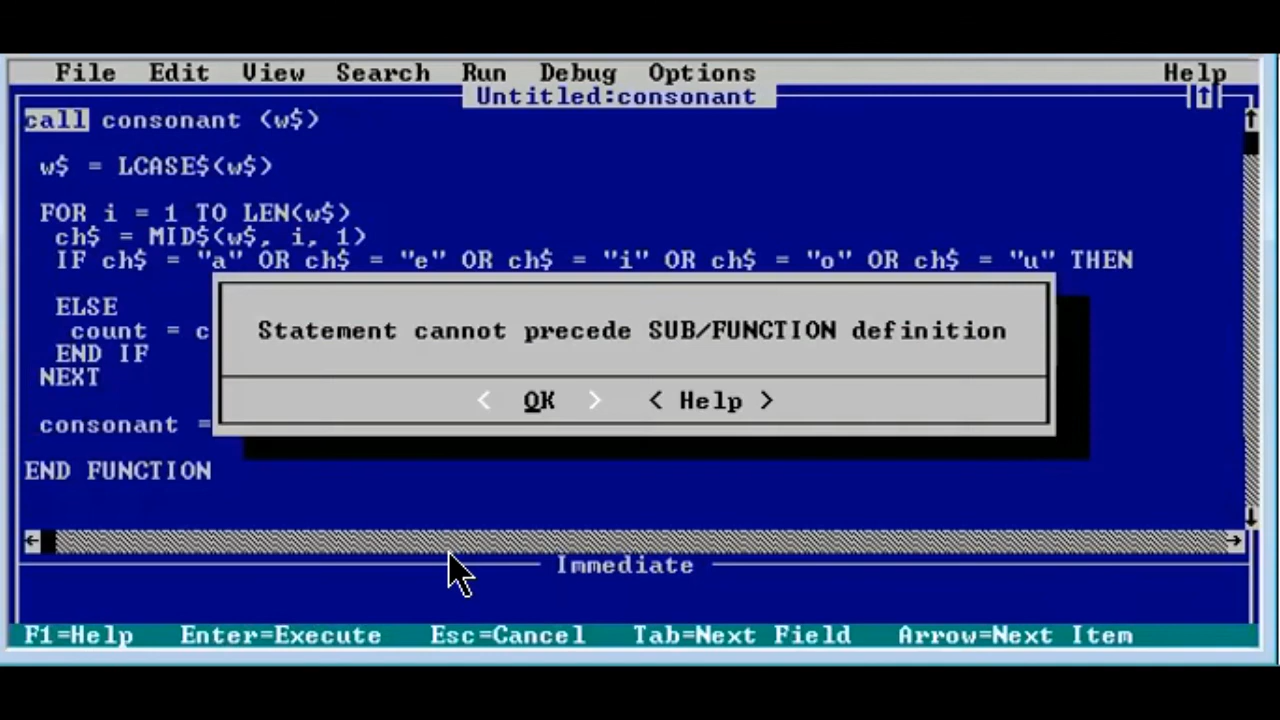 File Edit View Search Run Debug Options Help
Untitled:consonant
call consonant (w$)
w$ = LCASE$(w$)
FOR i = 1 TO LEN(w$)
ch$ = MID$(w$, i, 1)
IF ch$ = "a" OR ch$ = "e" OR ch$ = "i" OR ch$ = "o" OR ch$ = "u" THEN
ELSE
count = c
END IF
NEXT
consonant =
END FUNCTION
Statement cannot precede SUB/FUNCTION definition
< OK > < Help >
Immediate
F1=Help Enter=Execute Esc=Cancel Tab=Next Field Arrow=Next Item